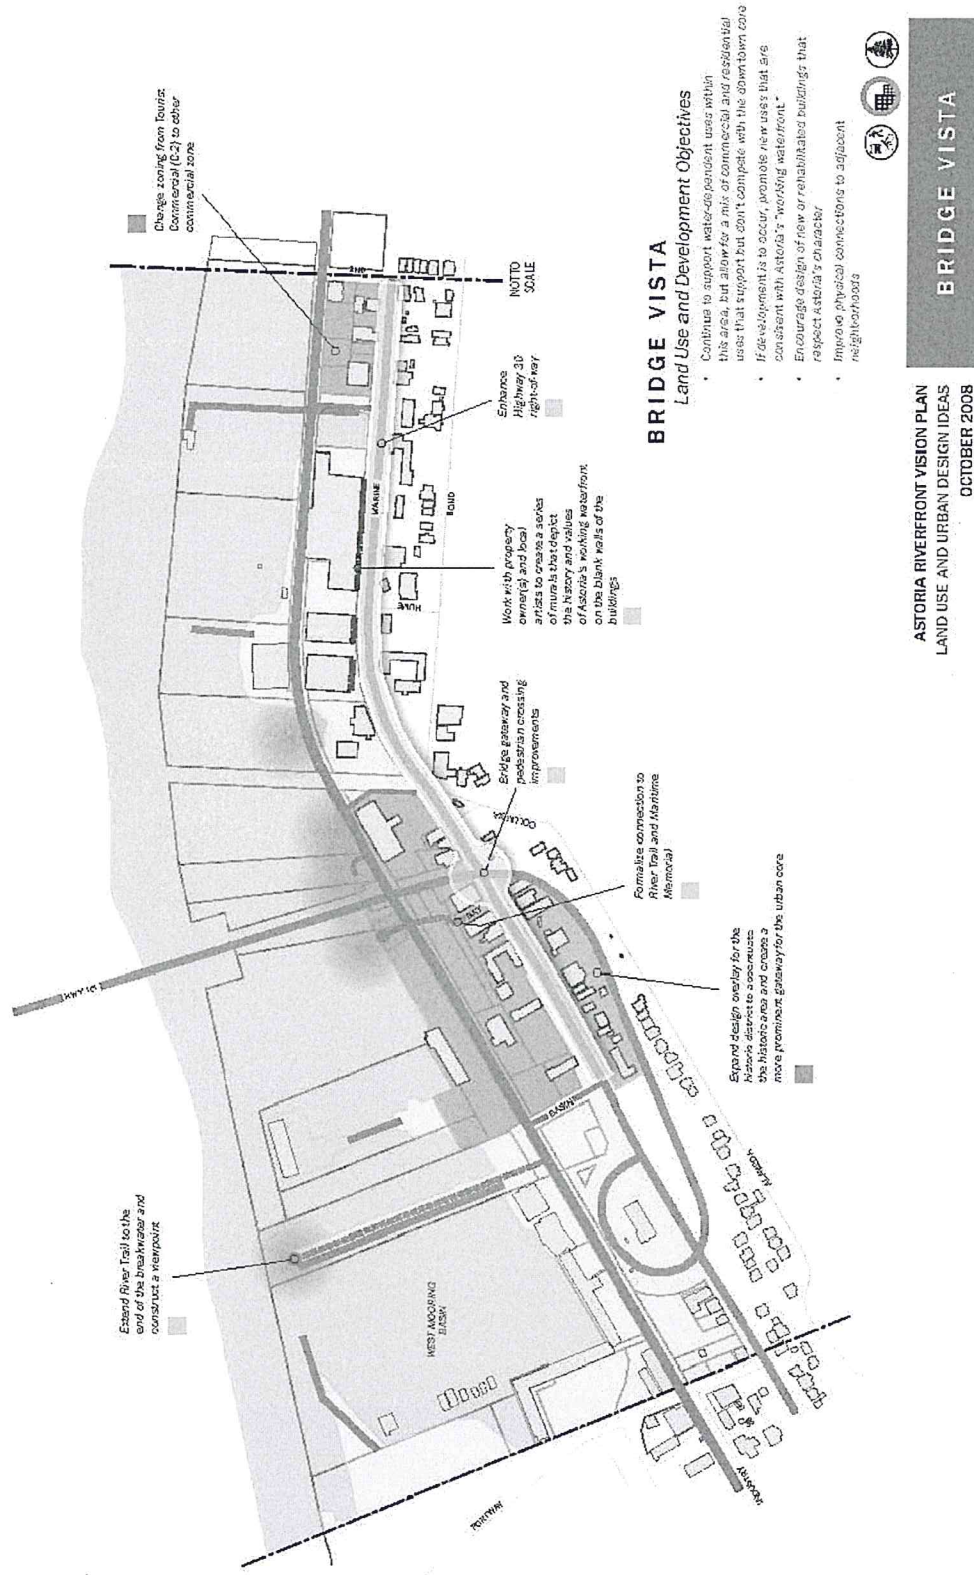 Change zoning from Tourist
Commercial (C-2) to other
commercial zone
2ND
NOT TO
SCALE
Enhance
Highway 30
right-of-way
MARINE
BOND
Work with property
owner(s) and local
artists to create a series
of murals that depict
the history and values
of Astoria's working waterfront
on the blank walls of the
buildings
HUME
Bridge gateway and
pedestrian crossing
improvements
COLUMBIA
Formalize connection to
River Trail and Maritime
Memorial
BAY
HWY 101
Expand design overlay for the
historic district to accentuate
the historic area and create a
more prominent gateway for the urban core
BASIN
ALAMEDA
Extend River Trail to the
end of the breakwater and
construct a viewpoint
WEST MOORING
BASIN
PORTWAY
INDUSTRY
BRIDGE VISTA
Land Use and Development Objectives
• Continue to support water-dependent uses within
this area, but allow for a mix of commercial and residential
uses that support but don't compete with the downtown core
• If development is to occur, promote new uses that are
consistent with Astoria's "working waterfront."
• Encourage design of new or rehabilitated buildings that
respect Astoria's character
• Improve physical connections to adjacent
neighborhoods
ASTORIA RIVERFRONT VISION PLAN
LAND USE AND URBAN DESIGN IDEAS
OCTOBER 2008
BRIDGE VISTA